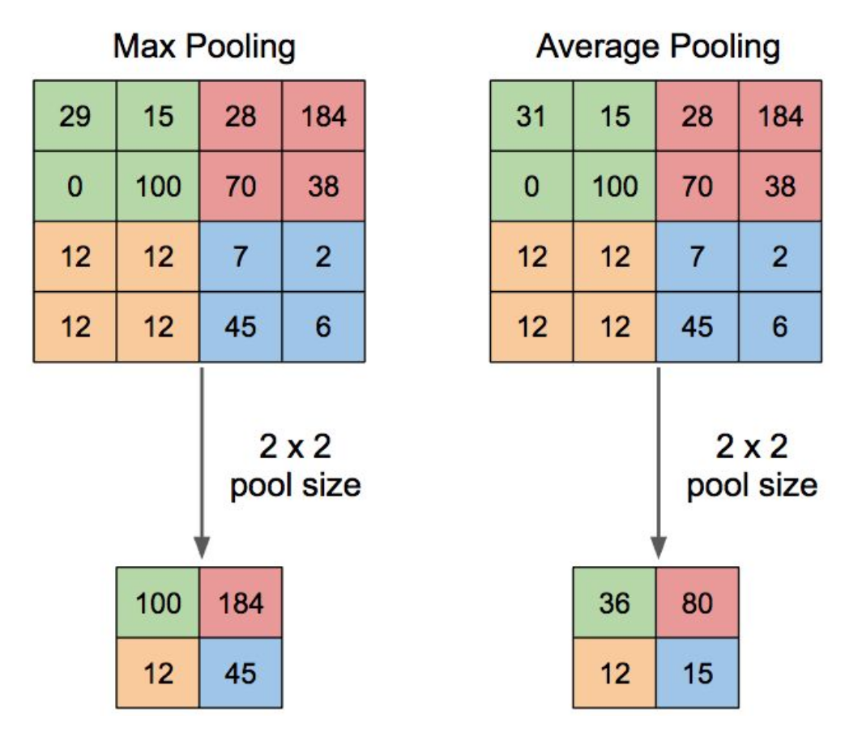 Max Pooling
29 15 28 184
0 100 70 38
12 12 7 2
12 12 45 6
2 x 2
pool size
100 184
12 45
Average Pooling
31 15 28 184
0 100 70 38
12 12 7 2
12 12 45 6
2 x 2
pool size
36 80
12 15